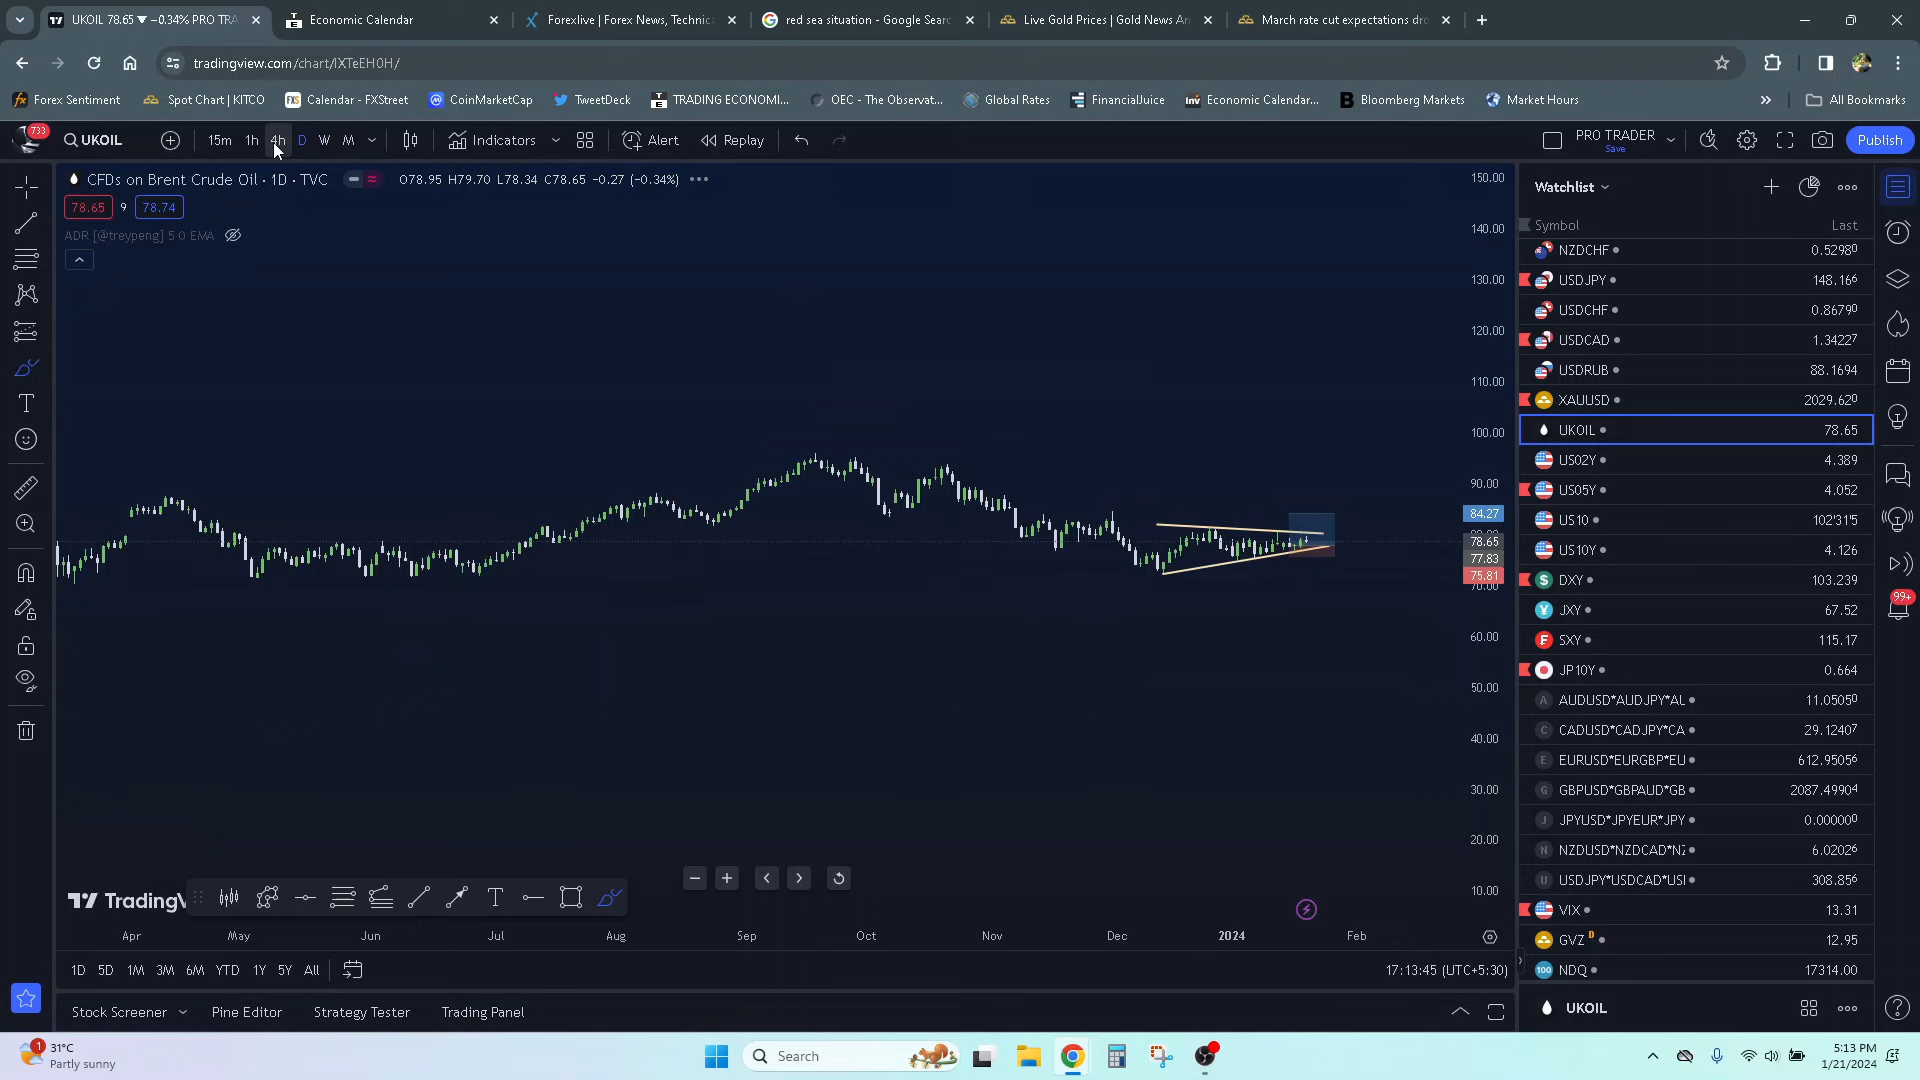 UKOIL 78.65 ▼ −0.34% PRO TRA
Economic Calendar
Forexlive | Forex News, Technica
red sea situation - Google Searc
Live Gold Prices | Gold News An
March rate cut expectations dro
tradingview.com/chart/
Forex Sentiment
Spot Chart | KITCO
Calendar - FXStreet
CoinMarketCap
TweetDeck
TRADING ECONOMI...
OEC - The Observat...
Global Rates
FinancialJuice
Economic Calendar...
Bloomberg Markets
Market Hours
All Bookmarks
733
UKOIL
15m
1h
4h
D
W
M
Indicators
Alert
Replay
PRO TRADER
Save
Publish
CFDs on Brent Crude Oil · 1D · TVC
O78.95 H79.70 L78.34 C78.65 −0.27 (−0.34%)
78.65
9
78.74
ADR [@treypeng] 5 0 EMA
150.00
140.00
130.00
120.00
110.00
100.00
90.00
84.27
78.65
77.83
75.81
70.00
60.00
50.00
40.00
30.00
20.00
10.00
TradingV
Apr
May
Jun
Jul
Aug
Sep
Oct
Nov
Dec
2024
Feb
1D 5D 1M 3M 6M YTD 1Y 5Y All
17:13:45 (UTC+5:30)
Stock Screener
Pine Editor
Strategy Tester
Trading Panel
Watchlist
Symbol Last
NZDCHF 0.52980
USDJPY 148.166
USDCHF 0.86790
USDCAD 1.34227
USDRUB 88.1694
XAUUSD 2029.620
UKOIL 78.65
US02Y 4.389
US05Y 4.052
US10 102'31'5
US10Y 4.126
DXY 103.239
JXY 67.52
SXY 115.17
JP10Y 0.664
AUDUSD*AUDJPY*AL 11.05050
CADUSD*CADJPY*CA 29.12407
EURUSD*EURGBP*EU 612.95056
GBPUSD*GBPAUD*GB 2087.49904
JPYUSD*JPYEUR*JPY 0.000000
NZDUSD*NZDCAD*NZ 6.02026
USDJPY*USDCAD*USI 308.856
VIX 13.31
GVZ D 12.95
NDQ 17314.00
UKOIL
99+
31°C
Partly sunny
Search
5:13 PM
1/21/2024